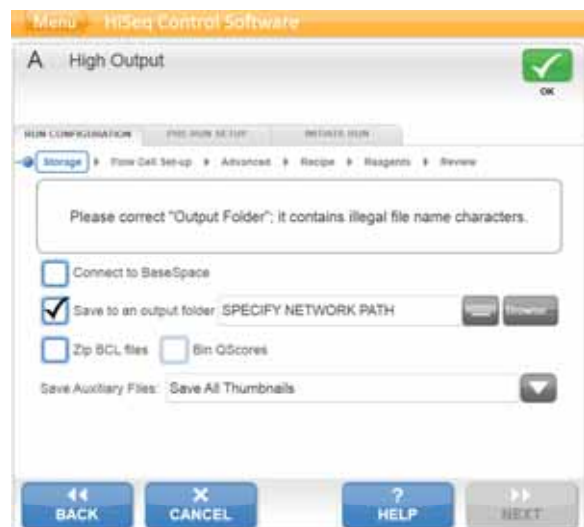 Menu HiSeq Control Software
A High Output
OK
RUN CONFIGURATION PRE-RUN SETUP INITIATE RUN
Storage Flow Cell Set-up Advanced Recipe Reagents Review
Please correct "Output Folder"; it contains illegal file name characters.
Connect to BaseSpace
Save to an output folder SPECIFY NETWORK PATH Browse
Zip BCL files Bin QScores
Save Auxiliary Files: Save All Thumbnails
BACK CANCEL HELP NEXT